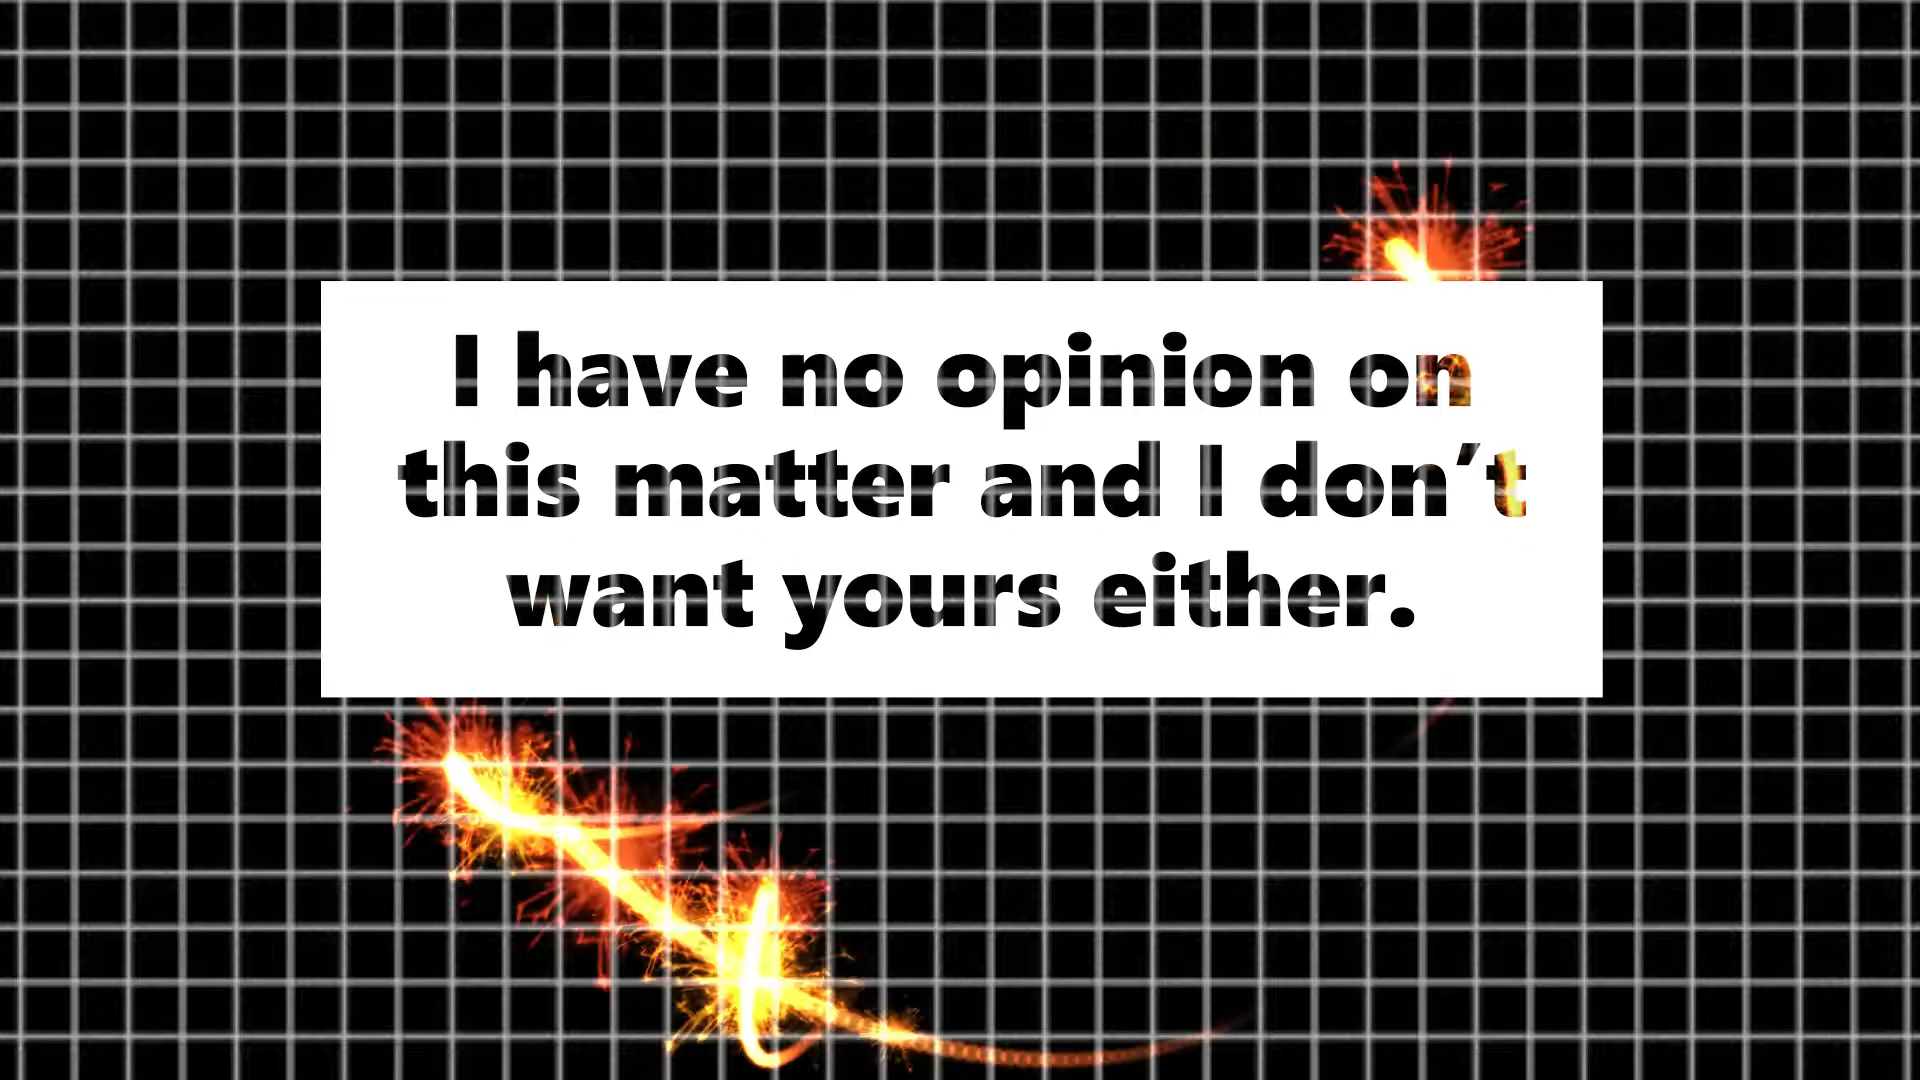 I have no opinion on
this matter and I don’t
want yours either.